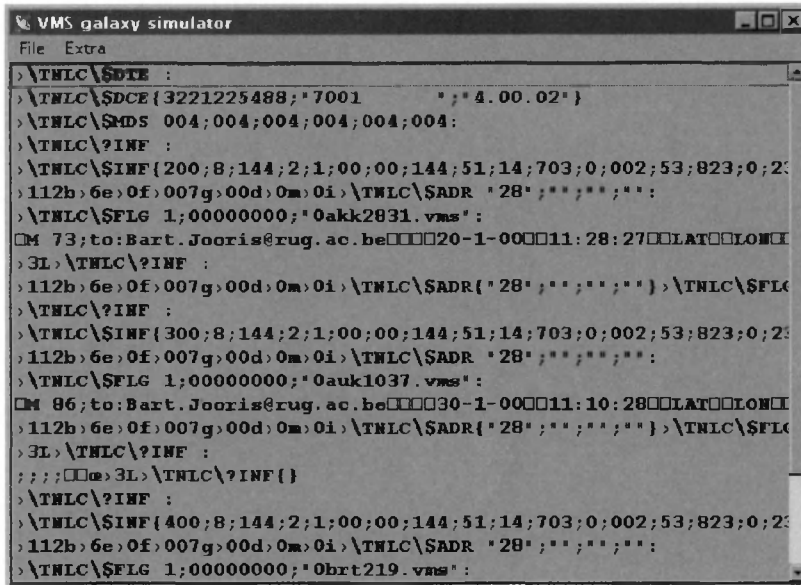 VMS galaxy simulator
File Extra
›\TNLC\$DTE :
›\TNLC\$DCE{3221225488;"7001 ";"4.00.02"}
›\TNLC\$MDS 004;004;004;004;004;004:
›\TNLC\?INF :
›\TNLC\$INF{200;8;144;2;1;00;00;144;51;14;703;0;002;53;823;0;23
›112b›6e›0f›007g›00d›0m›0i›\TNLC\$ADR "28";"";"";"":
›\TNLC\$FLG 1;00000000;"0akk2831.vms":
□M 73;to:Bart.Jooris@rug.ac.be□□□□20-1-00□□11:28:27□□LAT□□LON□
›3L›\TNLC\?INF :
›112b›6e›0f›007g›00d›0m›0i›\TNLC\$ADR{"28";"";"";""}›\TNLC\$FLG
›\TNLC\?INF :
›\TNLC\$INF{300;8;144;2;1;00;00;144;51;14;703;0;002;53;823;0;23
›112b›6e›0f›007g›00d›0m›0i›\TNLC\$ADR "28";"";"";"":
›\TNLC\$FLG 1;00000000;"0auk1037.vms":
□M 86;to:Bart.Jooris@rug.ac.be□□□□30-1-00□□11:10:28□□LAT□□LON□□
›112b›6e›0f›007g›00d›0m›0i›\TNLC\$ADR{"28";"";"";""}›\TNLC\$FLG
›3L›\TNLC\?INF :
;;;;□□œ›3L›\TNLC\?INF{}
›\TNLC\?INF :
›\TNLC\$INF{400;8;144;2;1;00;00;144;51;14;703;0;002;53;823;0;23
›112b›6e›0f›007g›00d›0m›0i›\TNLC\$ADR "28";"";"";"":
›\TNLC\$FLG 1;00000000;"0brt219.vms":